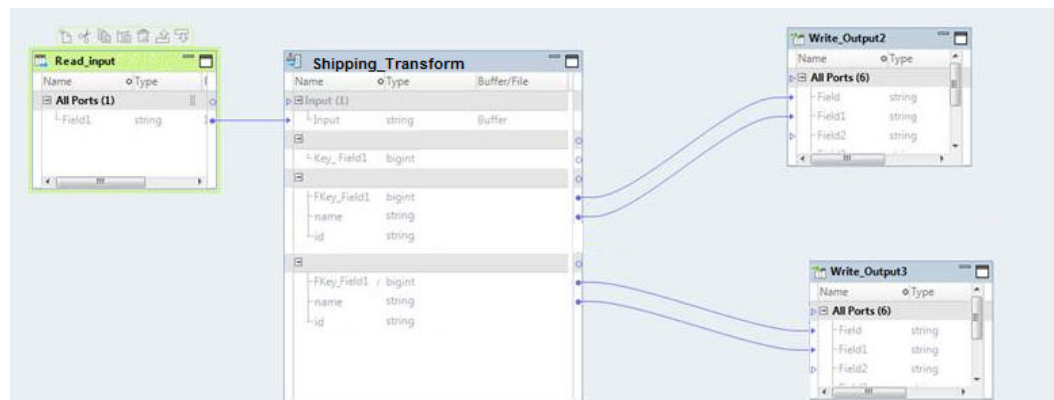 Read_input
Name Type
All Ports (1)
Field1 string
Shipping_Transform
Name Type Buffer/File
Input (1)
Input string Buffer
Key_Field1 bigint
FKey_Field1 bigint
name string
id string
FKey_Field1 bigint
name string
id string
Write_Output2
Name Type
All Ports (6)
Field string
Field1 string
Field2 string
Write_Output3
Name Type
All Ports (6)
Field string
Field1 string
Field2 string